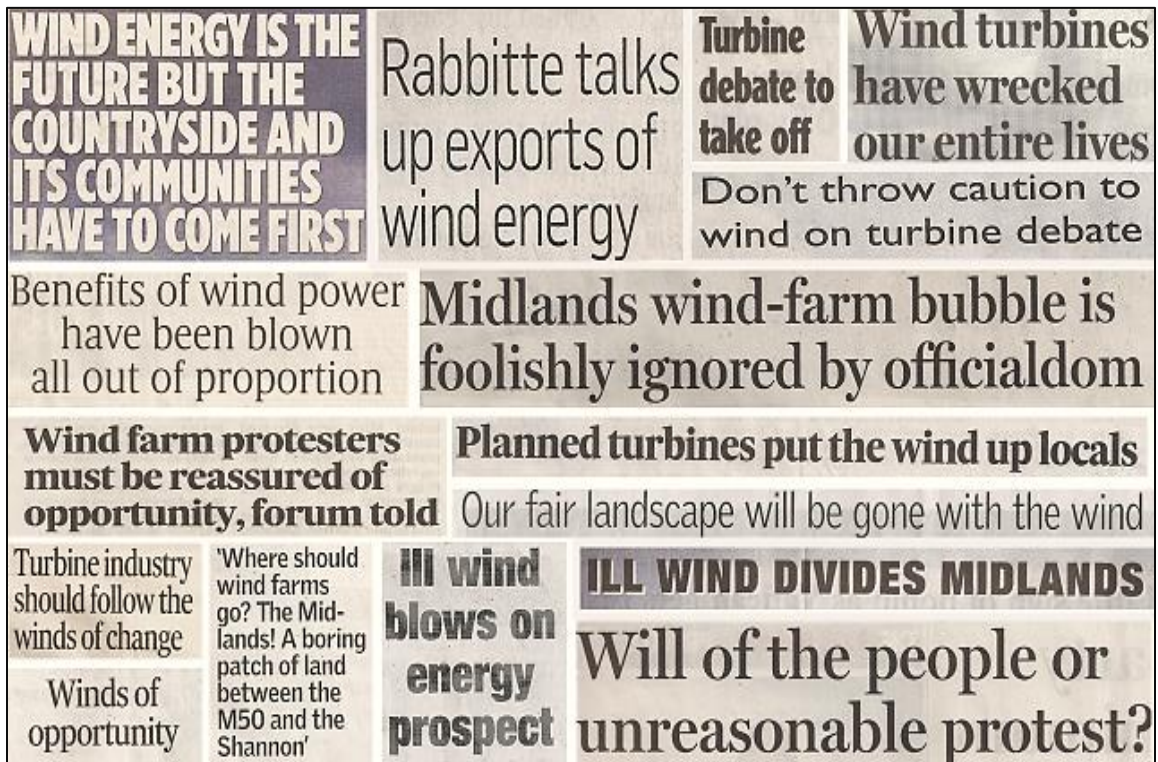 WIND ENERGY IS THE
FUTURE BUT THE
COUNTRYSIDE AND
ITS COMMUNITIES
HAVE TO COME FIRST
Rabbitte talks
up exports of
wind energy
Turbine
debate to
take off
Wind turbines
have wrecked
our entire lives
Don't throw caution to
wind on turbine debate
Benefits of wind power
have been blown
all out of proportion
Midlands wind-farm bubble is
foolishly ignored by officialdom
Wind farm protesters
must be reassured of
opportunity, forum told
Planned turbines put the wind up locals
Our fair landscape will be gone with the wind
Turbine industry
should follow the
winds of change
Winds of
opportunity
'Where should
wind farms
go? The Mid-
lands! A boring
patch of land
between the
M50 and the
Shannon'
Ill wind
blows on
energy
prospect
ILL WIND DIVIDES MIDLANDS
Will of the people or
unreasonable protest?